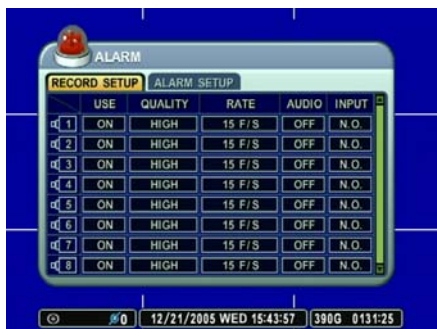 ALARM
RECORD SETUP ALARM SETUP
USE QUALITY RATE AUDIO INPUT
1 ON HIGH 15 F/S OFF N.O.
2 ON HIGH 15 F/S OFF N.O.
3 ON HIGH 15 F/S OFF N.O.
4 ON HIGH 15 F/S OFF N.O.
5 ON HIGH 15 F/S OFF N.O.
6 ON HIGH 15 F/S OFF N.O.
7 ON HIGH 15 F/S OFF N.O.
8 ON HIGH 15 F/S OFF N.O.
0 12/21/2005 WED 15:43:57 390G 0131:25